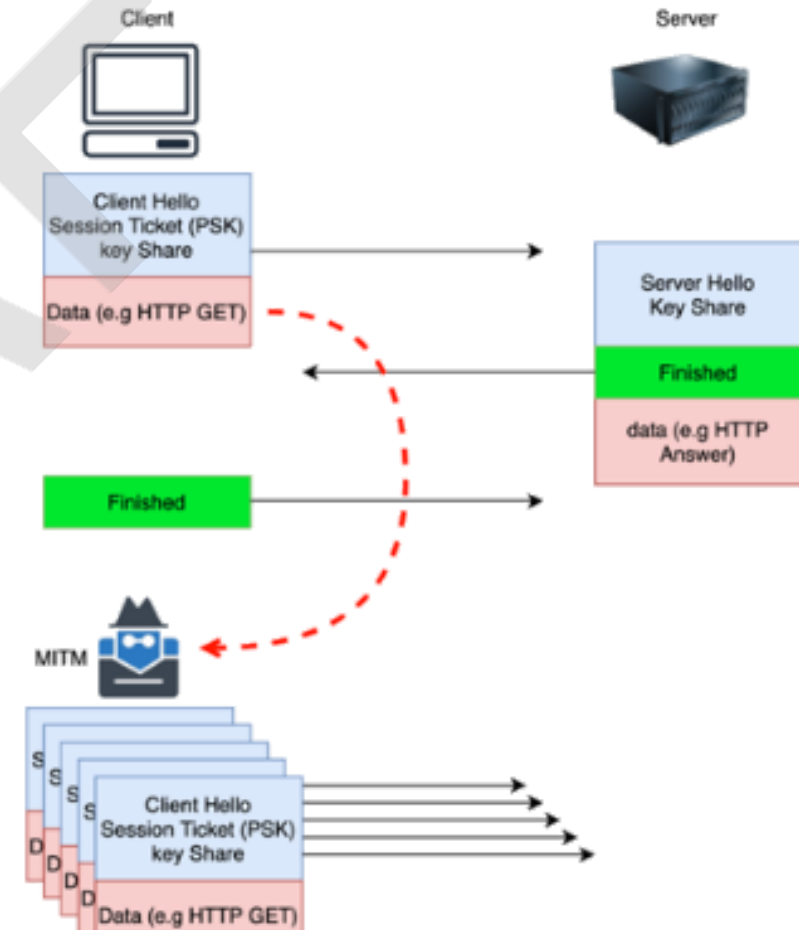 Client
Server
Client Hello
Session Ticket (PSK)
key Share
Data (e.g HTTP GET)
Server Hello
Key Share
Finished
data (e.g HTTP
Answer)
Finished
MITM
S
S
S
S
D
D
D
D
Client Hello
Session Ticket (PSK)
key Share
Data (e.g HTTP GET)